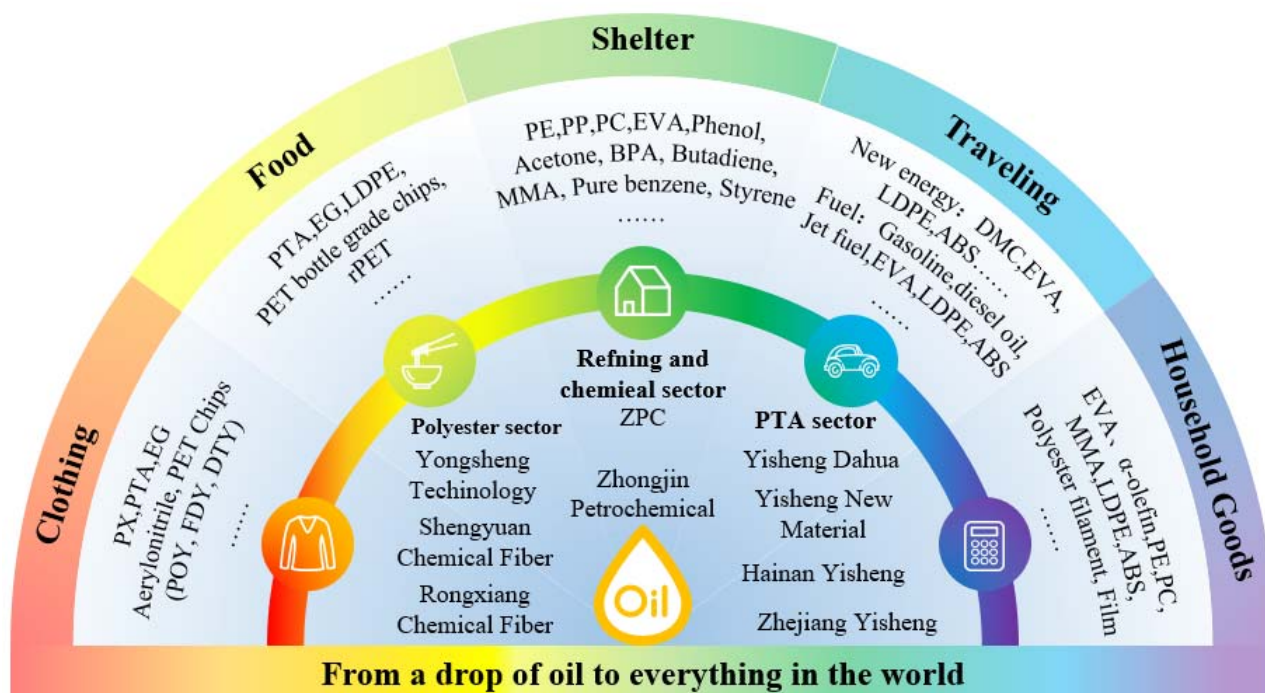 Shelter
Food
Traveling
Clothing
Household Goods
PX,PTA,EG
Aerylonitrile, PET Chips
(POY, FDY, DTY)
......
PTA,EG,LDPE,
PET bottle grade chips,
rPET
......
PE,PP,PC,EVA,Phenol,
Acetone, BPA, Butadiene,
MMA, Pure benzene, Styrene
......
New energy：DMC,EVA,
LDPE,ABS......
Fuel：Gasoline,diesel oil,
Jet fuel,EVA,LDPE,ABS
......
EVA、α-olefin,PE,PC,
MMA,LDPE,ABS,
Polyester filament, Film
......
Polyester sector
Yongsheng
Techinology
Shengyuan
Chemical Fiber
Rongxiang
Chemical Fiber
Refning and
chemieal sector
ZPC
Zhongjin
Petrochemical
Oil
PTA sector
Yisheng Dahua
Yisheng New
Material
Hainan Yisheng
Zhejiang Yisheng
From a drop of oil to everything in the world